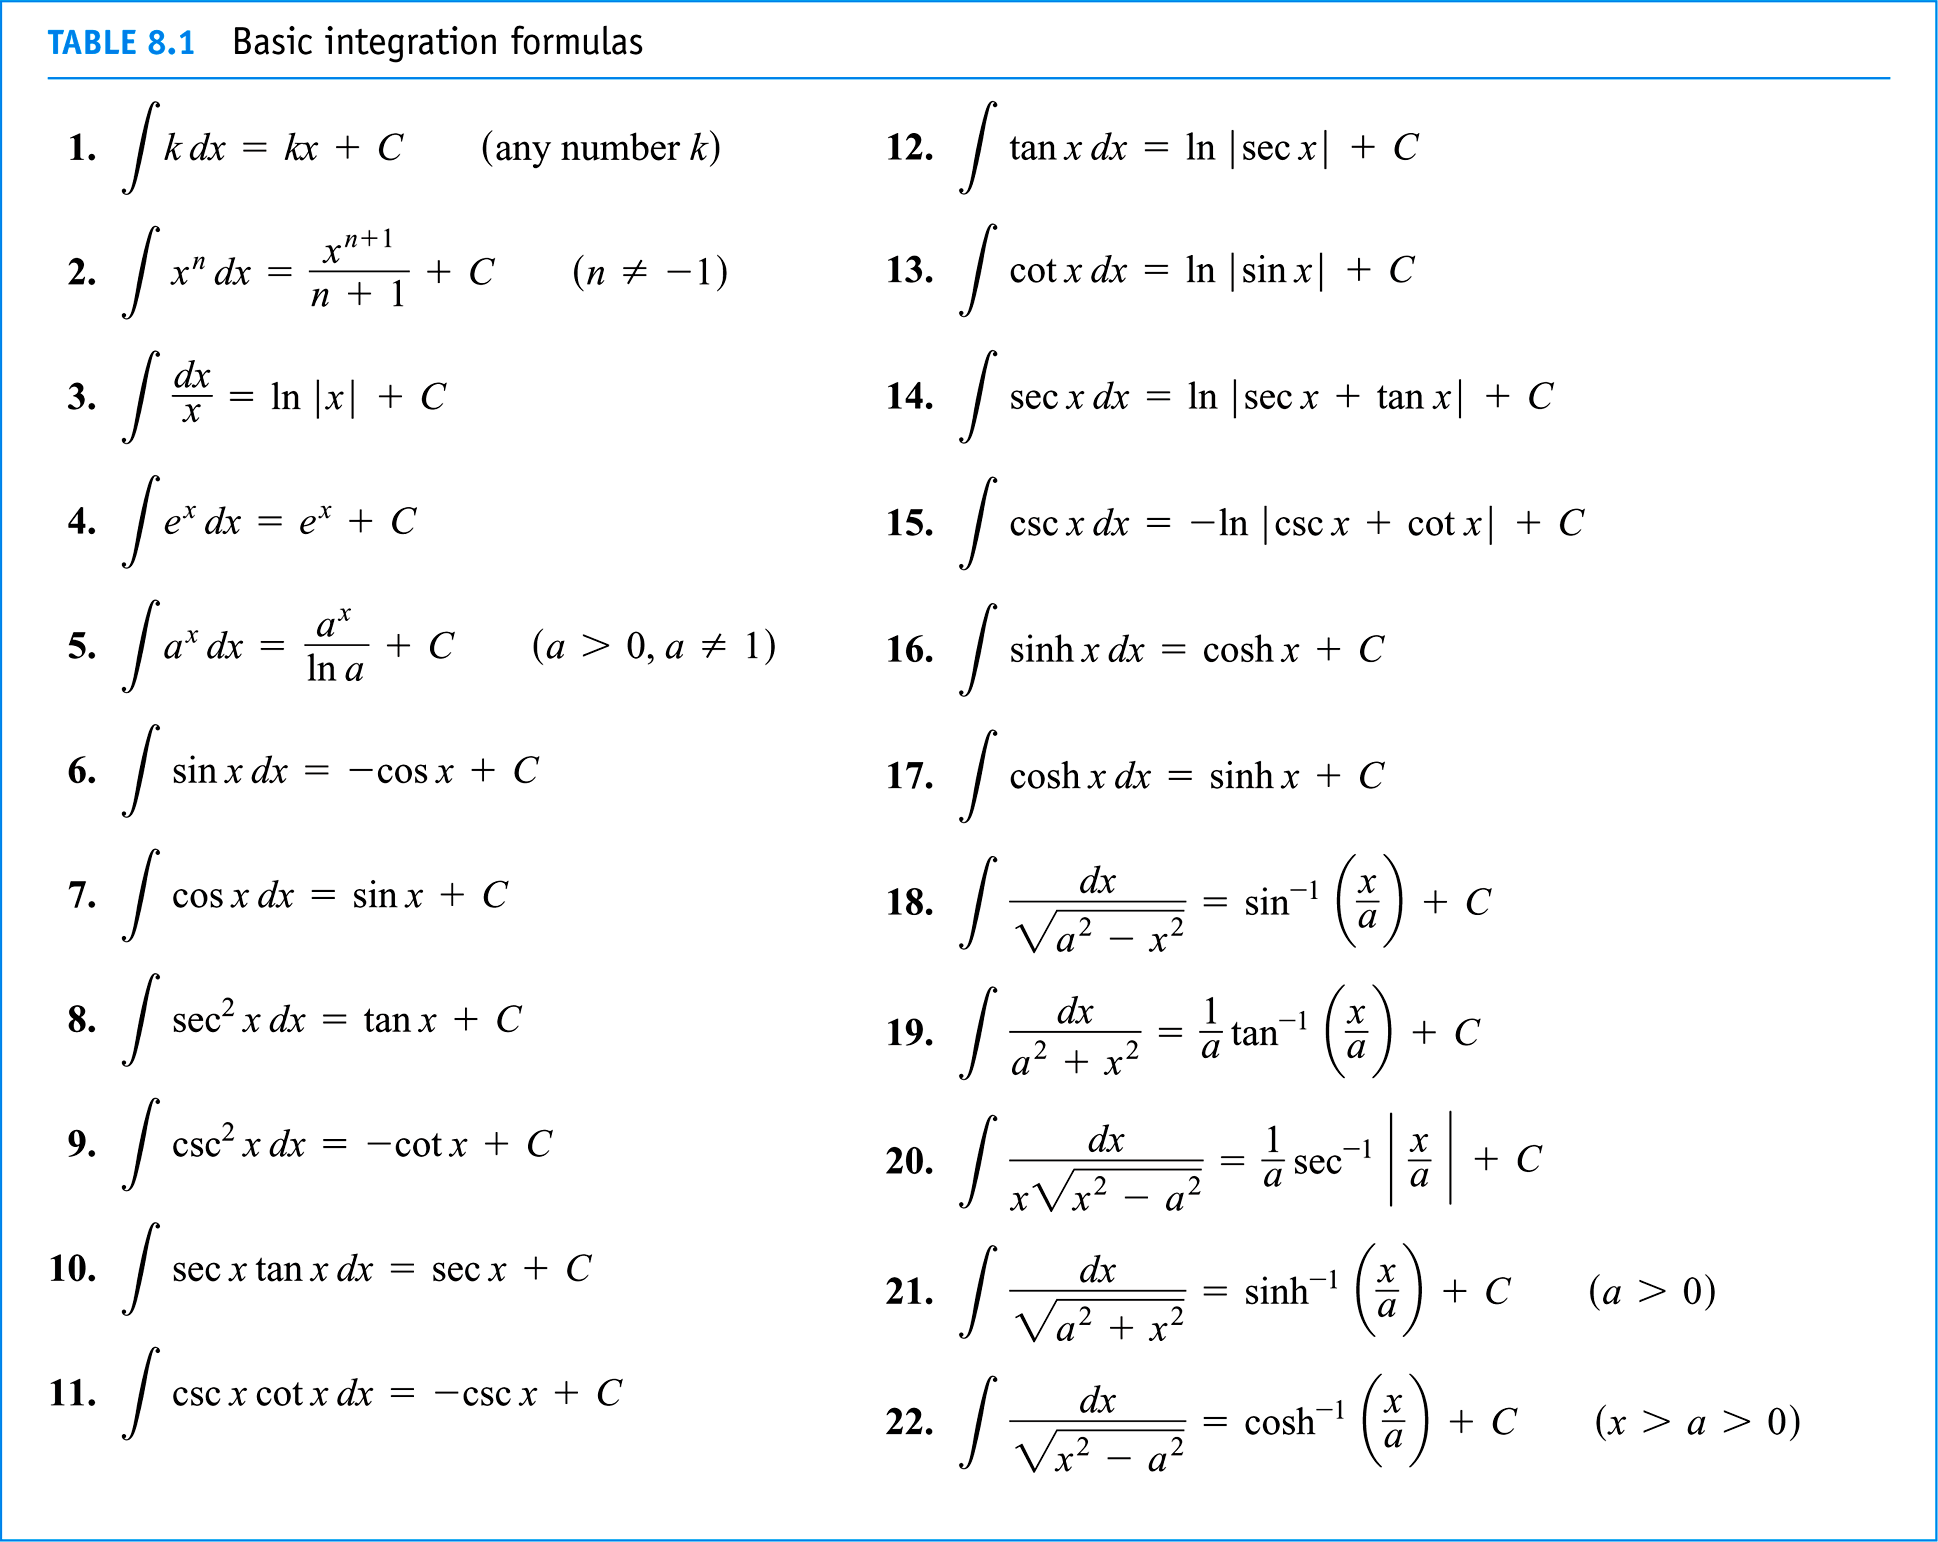 TABLE 8.1 Basic integration formulas
1. ∫ k dx = kx + C (any number k)
2. ∫ xⁿ dx = xⁿ⁺¹/(n + 1) + C (n ≠ −1)
3. ∫ dx/x = ln |x| + C
4. ∫ eˣ dx = eˣ + C
5. ∫ aˣ dx = aˣ/ln a + C (a > 0, a ≠ 1)
6. ∫ sin x dx = −cos x + C
7. ∫ cos x dx = sin x + C
8. ∫ sec² x dx = tan x + C
9. ∫ csc² x dx = −cot x + C
10. ∫ sec x tan x dx = sec x + C
11. ∫ csc x cot x dx = −csc x + C
12. ∫ tan x dx = ln |sec x| + C
13. ∫ cot x dx = ln |sin x| + C
14. ∫ sec x dx = ln |sec x + tan x| + C
15. ∫ csc x dx = −ln |csc x + cot x| + C
16. ∫ sinh x dx = cosh x + C
17. ∫ cosh x dx = sinh x + C
18. ∫ dx/√(a² − x²) = sin⁻¹ (x/a) + C
19. ∫ dx/(a² + x²) = 1/a tan⁻¹ (x/a) + C
20. ∫ dx/(x√(x² − a²)) = 1/a sec⁻¹ |x/a| + C
21. ∫ dx/√(a² + x²) = sinh⁻¹ (x/a) + C (a > 0)
22. ∫ dx/√(x² − a²) = cosh⁻¹ (x/a) + C (x > a > 0)